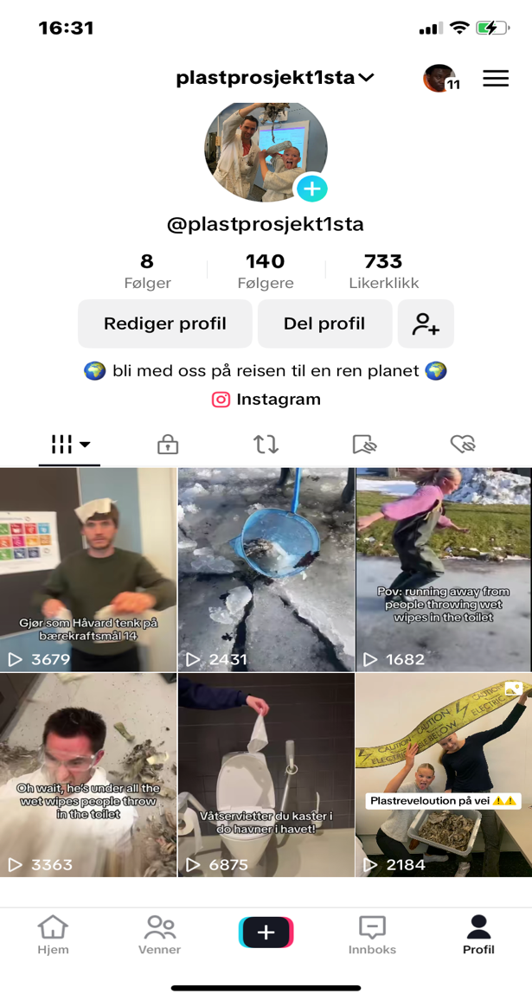 16:31
plastprosjekt1sta
11
@plastprosjekt1sta
8
Følger
140
Følgere
733
Likerklikk
Rediger profil
Del profil
🌍 bli med oss på reisen til en ren planet 🌍
Instagram
Gjør som Håvard tenk på
bærekraftsmål 14
3679
2431
Pov: running away from
people throwing wet
wipes in the toilet
1682
Oh wait, he's under all the
wet wipes people throw
in the toilet
3363
Våtservietter du kaster i
do havner i havet!
6875
CAUTION
ELECTRIC
CAUTION
CAUTION
ELECTRIC
Plastreveloution på vei ⚠️⚠️
2184
Hjem
Venner
Innboks
Profil